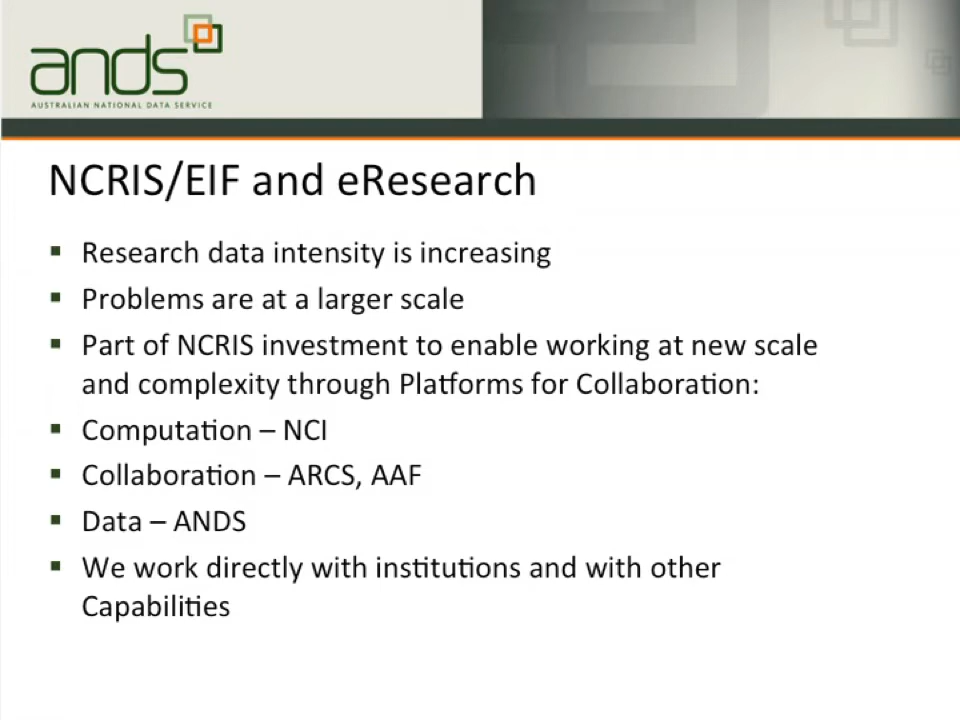 ands
AUSTRALIAN NATIONAL DATA SERVICE
NCRIS/EIF and eResearch
▪ Research data intensity is increasing
▪ Problems are at a larger scale
▪ Part of NCRIS investment to enable working at new scale
and complexity through Platforms for Collaboration:
▪ Computation – NCI
▪ Collaboration – ARCS, AAF
▪ Data – ANDS
▪ We work directly with institutions and with other
Capabilities